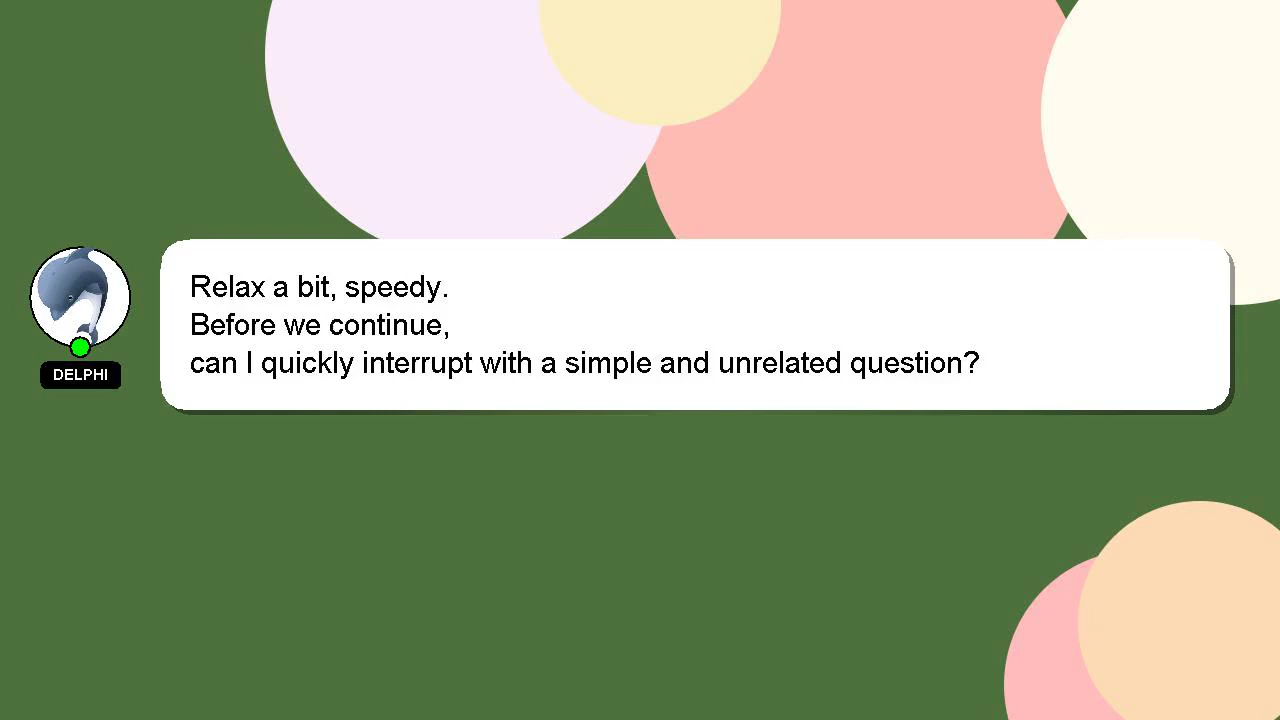 Relax a bit, speedy.
Before we continue,
can I quickly interrupt with a simple and unrelated question?
DELPHI